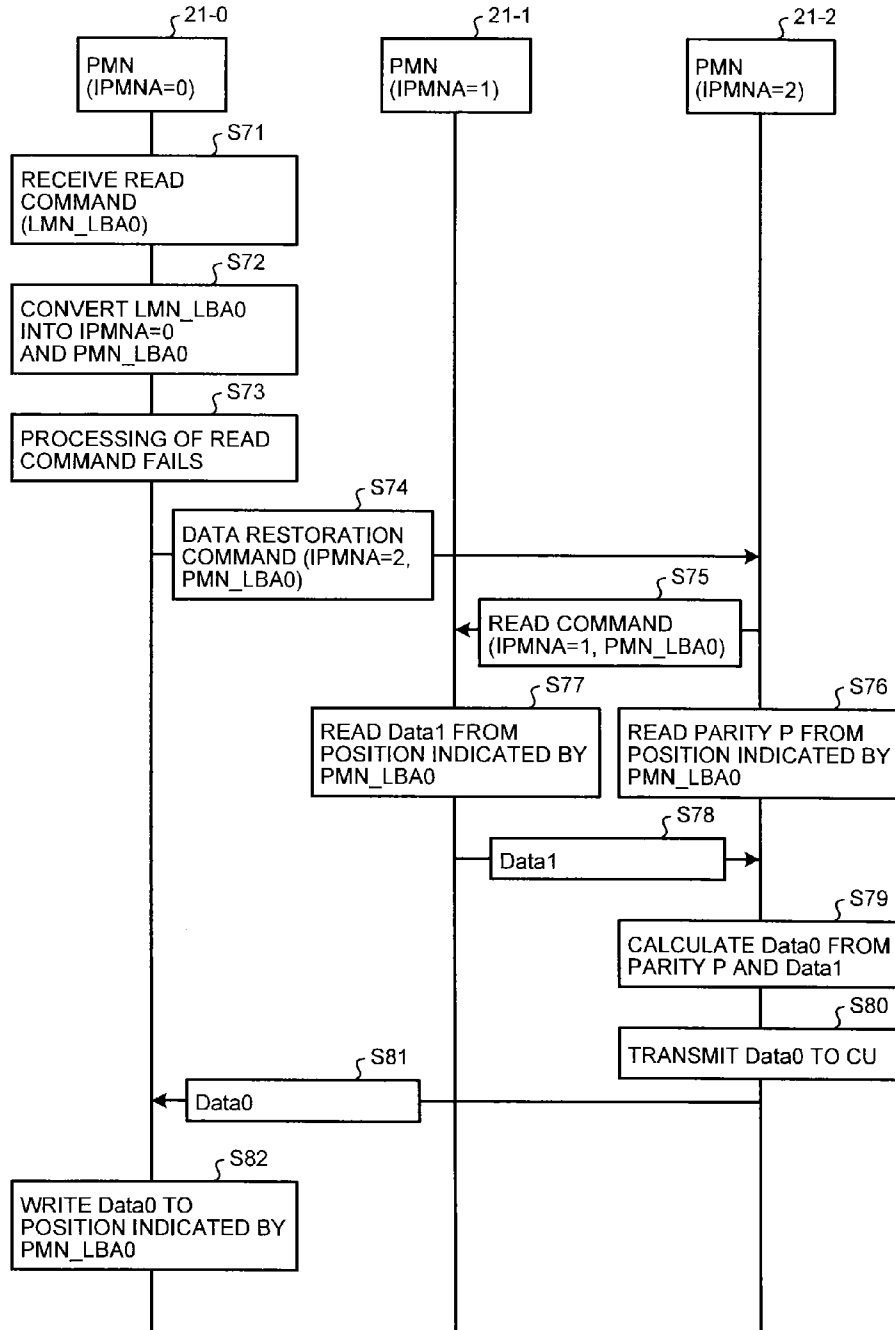 21-0
21-1
21-2
PMN
(IPMNA=0)
PMN
(IPMNA=1)
PMN
(IPMNA=2)
S71
RECEIVE READ
COMMAND
(LMN_LBA0)
S72
CONVERT LMN_LBA0
INTO IPMNA=0
AND PMN_LBA0
S73
PROCESSING OF READ
COMMAND FAILS
S74
DATA RESTORATION
COMMAND (IPMNA=2,
PMN_LBA0)
S75
READ COMMAND
(IPMNA=1, PMN_LBA0)
S77
READ Data1 FROM
POSITION INDICATED BY
PMN_LBA0
S76
READ PARITY P FROM
POSITION INDICATED BY
PMN_LBA0
S78
Data1
S79
CALCULATE Data0 FROM
PARITY P AND Data1
S80
TRANSMIT Data0 TO CU
S81
Data0
S82
WRITE Data0 TO
POSITION INDICATED BY
PMN_LBA0